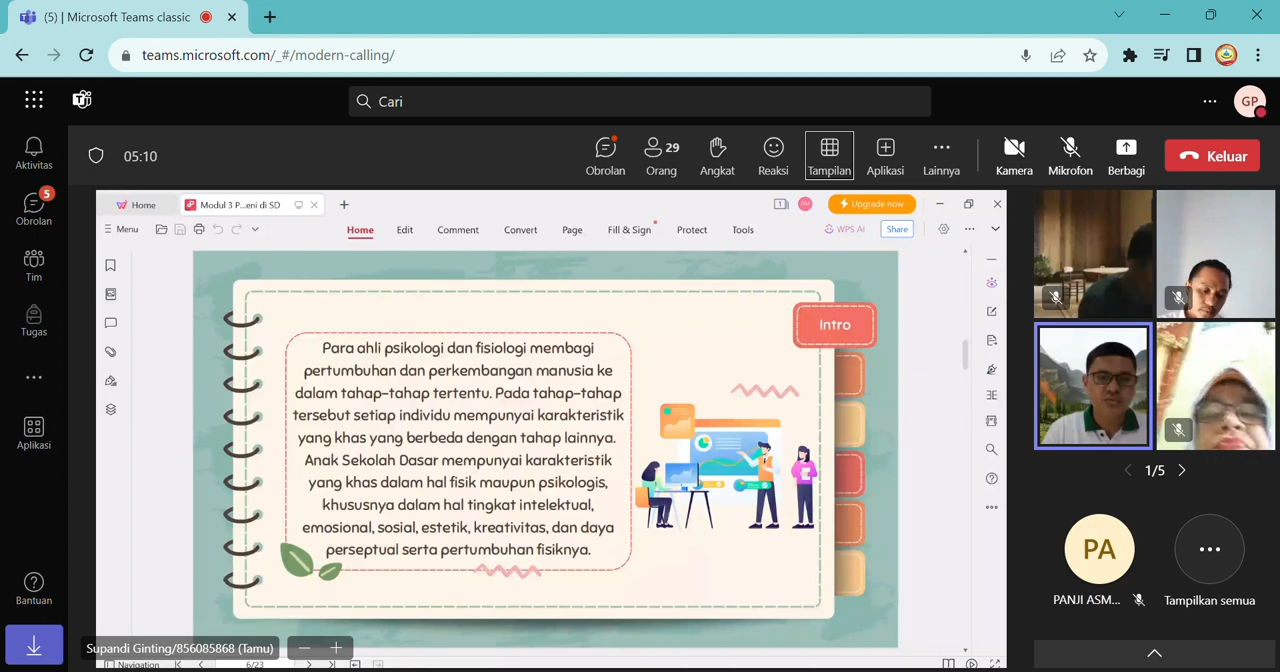 (5) | Microsoft Teams classic
teams.microsoft.com/_#/modern-calling/
Cari
GP
05:10
Obrolan
29
Orang
Angkat
Reaksi
Tampilan
Aplikasi
Lainnya
Kamera
Mikrofon
Berbagi
Keluar
Aktivitas
5
Obrolan
Tim
Tugas
Aplikasi
Bantuan
Home
Modul 3 P...eni di SD
1
Upgrade now
Menu
Home
Edit
Comment
Convert
Page
Fill & Sign
Protect
Tools
WPS AI
Share
Intro
Para ahli psikologi dan fisiologi membagi
pertumbuhan dan perkembangan manusia ke
dalam tahap-tahap tertentu. Pada tahap-tahap
tersebut setiap individu mempunyai karakteristik
yang khas yang berbeda dengan tahap lainnya.
Anak Sekolah Dasar mempunyai karakteristik
yang khas dalam hal fisik maupun psikologis,
khususnya dalam hal tingkat intelektual,
emosional, sosial, estetik, kreativitas, dan daya
perseptual serta pertumbuhan fisiknya.
Supandi Ginting/856085868 (Tamu)
Navigation
6/23
1/5
PA
PANJI ASM...
Tampilkan semua